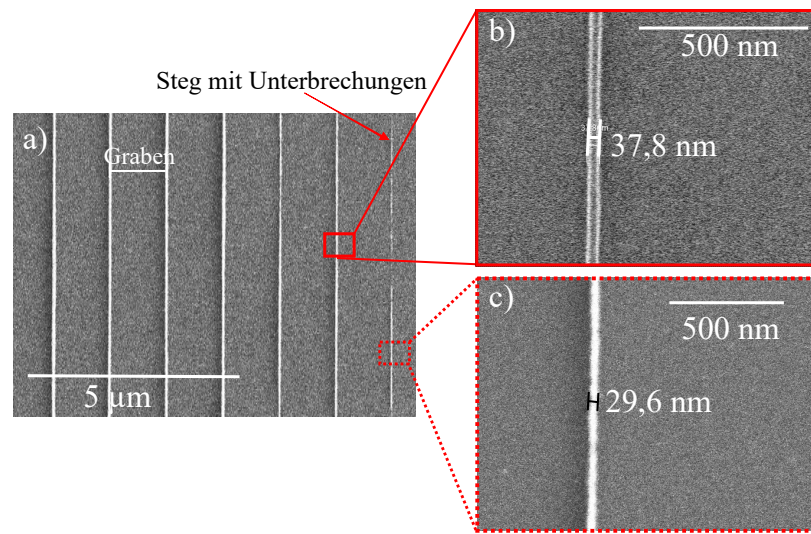 Steg mit Unterbrechungen
a)
Graben
5 µm
b)
500 nm
37,8 nm
c)
500 nm
29,6 nm